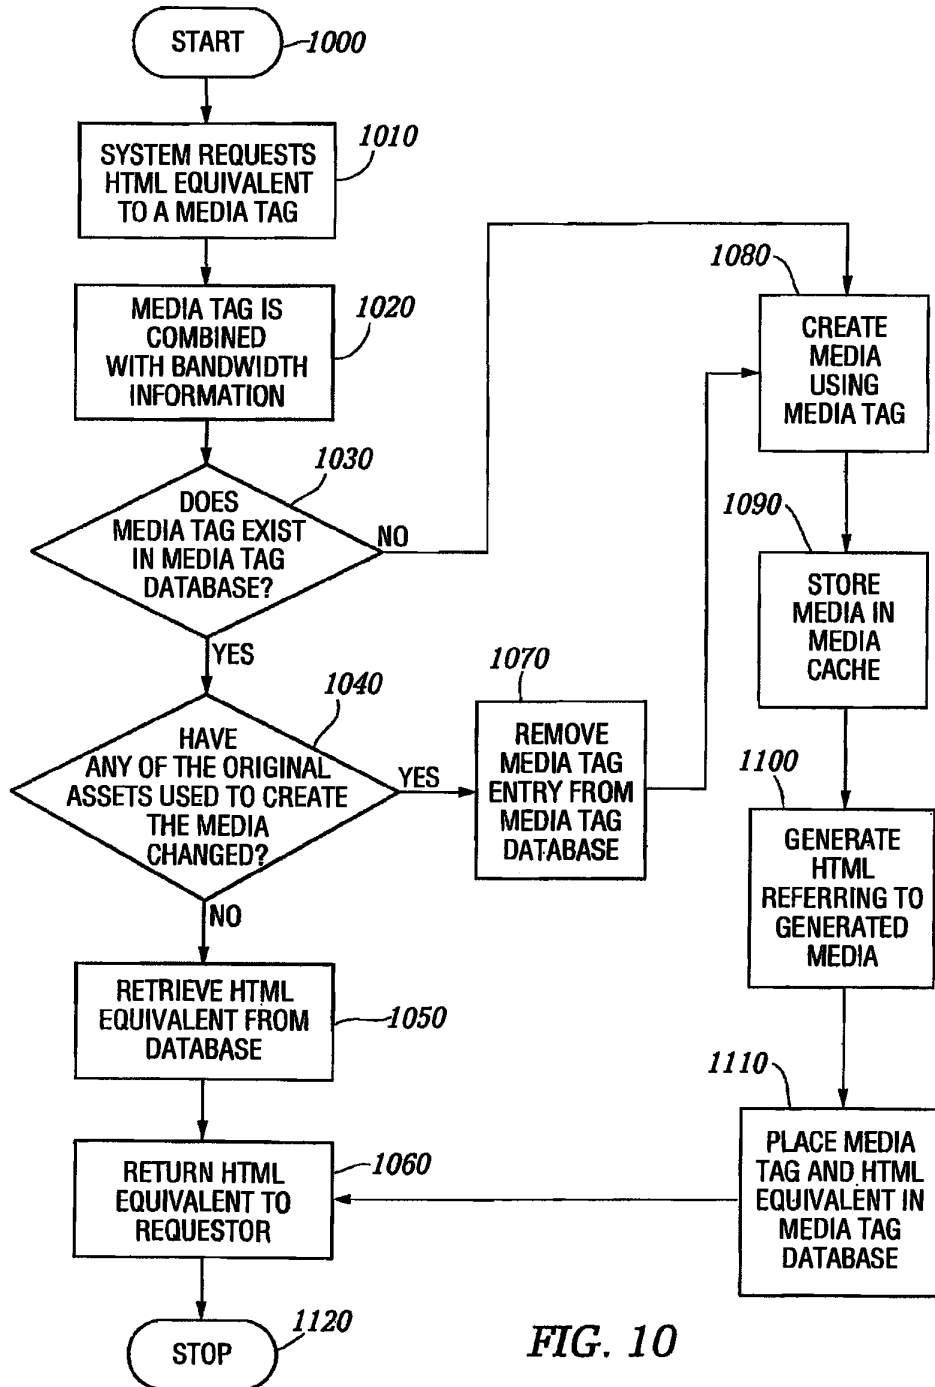 START
1000
SYSTEM REQUESTS
HTML EQUIVALENT
TO A MEDIA TAG
1010
MEDIA TAG IS
COMBINED
WITH BANDWIDTH
INFORMATION
1020
DOES
MEDIA TAG EXIST
IN MEDIA TAG
DATABASE?
1030
NO
YES
HAVE
ANY OF THE ORIGINAL
ASSETS USED TO CREATE
THE MEDIA
CHANGED?
1040
YES
NO
REMOVE
MEDIA TAG
ENTRY FROM
MEDIA TAG
DATABASE
1070
RETRIEVE HTML
EQUIVALENT FROM
DATABASE
1050
RETURN HTML
EQUIVALENT TO
REQUESTOR
1060
STOP
1120
1080
CREATE
MEDIA
USING
MEDIA TAG
1090
STORE
MEDIA IN
MEDIA
CACHE
1100
GENERATE
HTML
REFERRING TO
GENERATED
MEDIA
1110
PLACE MEDIA
TAG AND HTML
EQUIVALENT IN
MEDIA TAG
DATABASE
FIG. 10